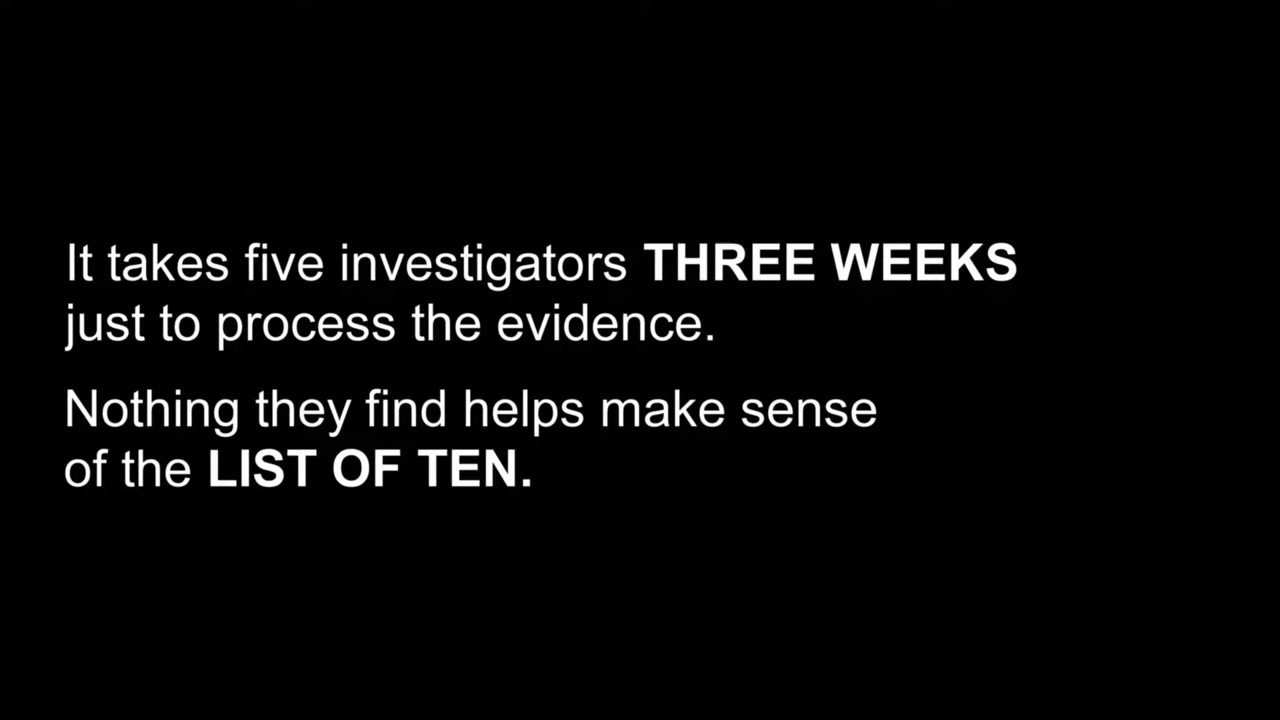 It takes five investigators THREE WEEKS
just to process the evidence.
Nothing they find helps make sense
of the LIST OF TEN.